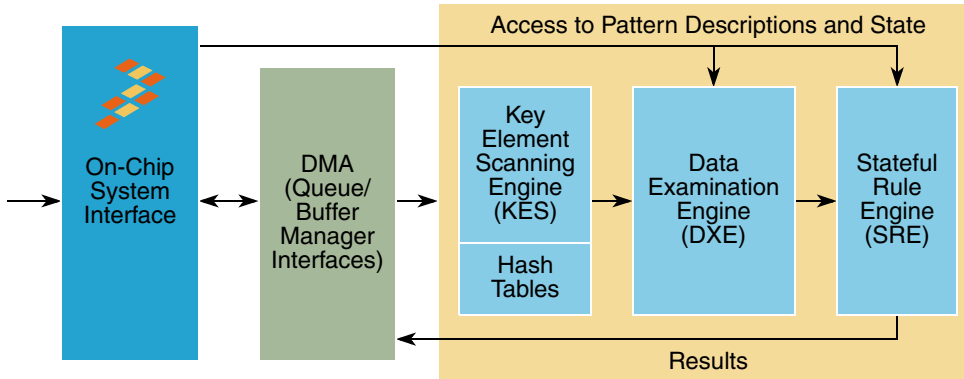 Access to Pattern Descriptions and State
On-Chip
System
Interface
DMA
(Queue/
Buffer
Manager
Interfaces)
Key
Element
Scanning
Engine
(KES)
Hash
Tables
Data
Examination
Engine
(DXE)
Stateful
Rule
Engine
(SRE)
Results